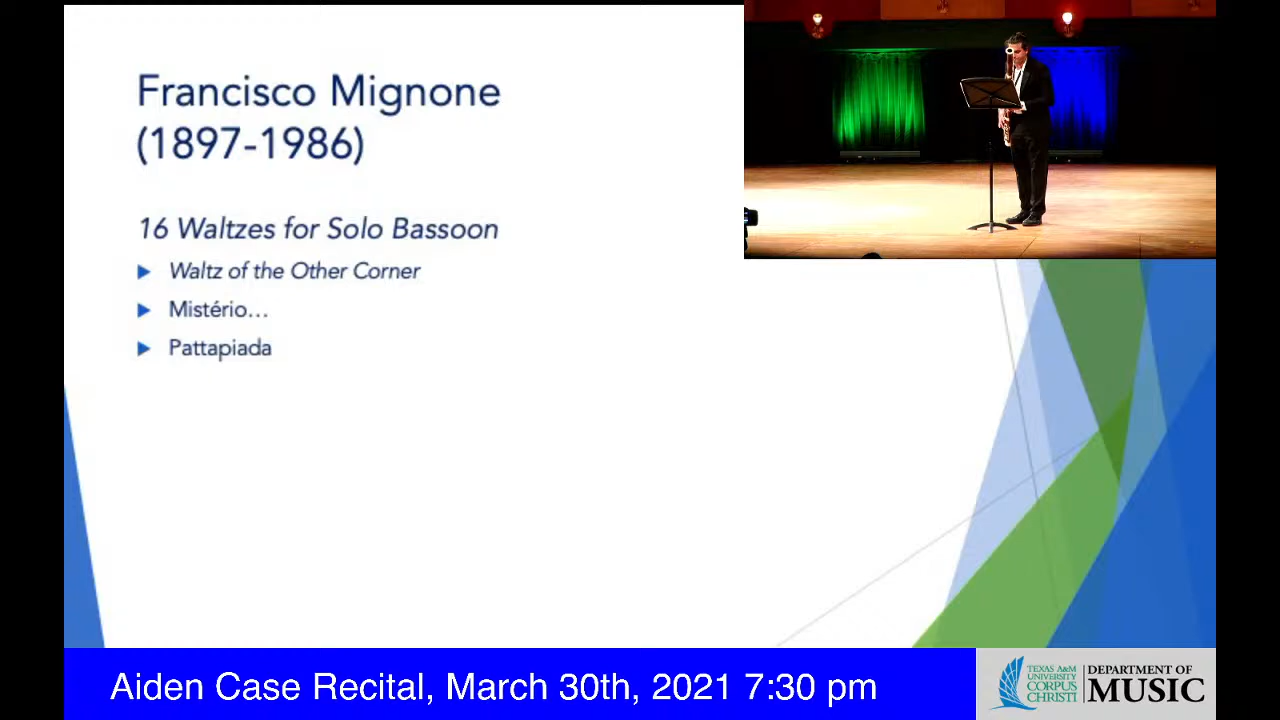 Francisco Mignone
(1897-1986)
16 Waltzes for Solo Bassoon
Waltz of the Other Corner
Mistério...
Pattapiada
Aiden Case Recital, March 30th, 2021 7:30 pm
TEXAS A&M
UNIVERSITY
CORPUS
CHRISTI
DEPARTMENT OF
MUSIC